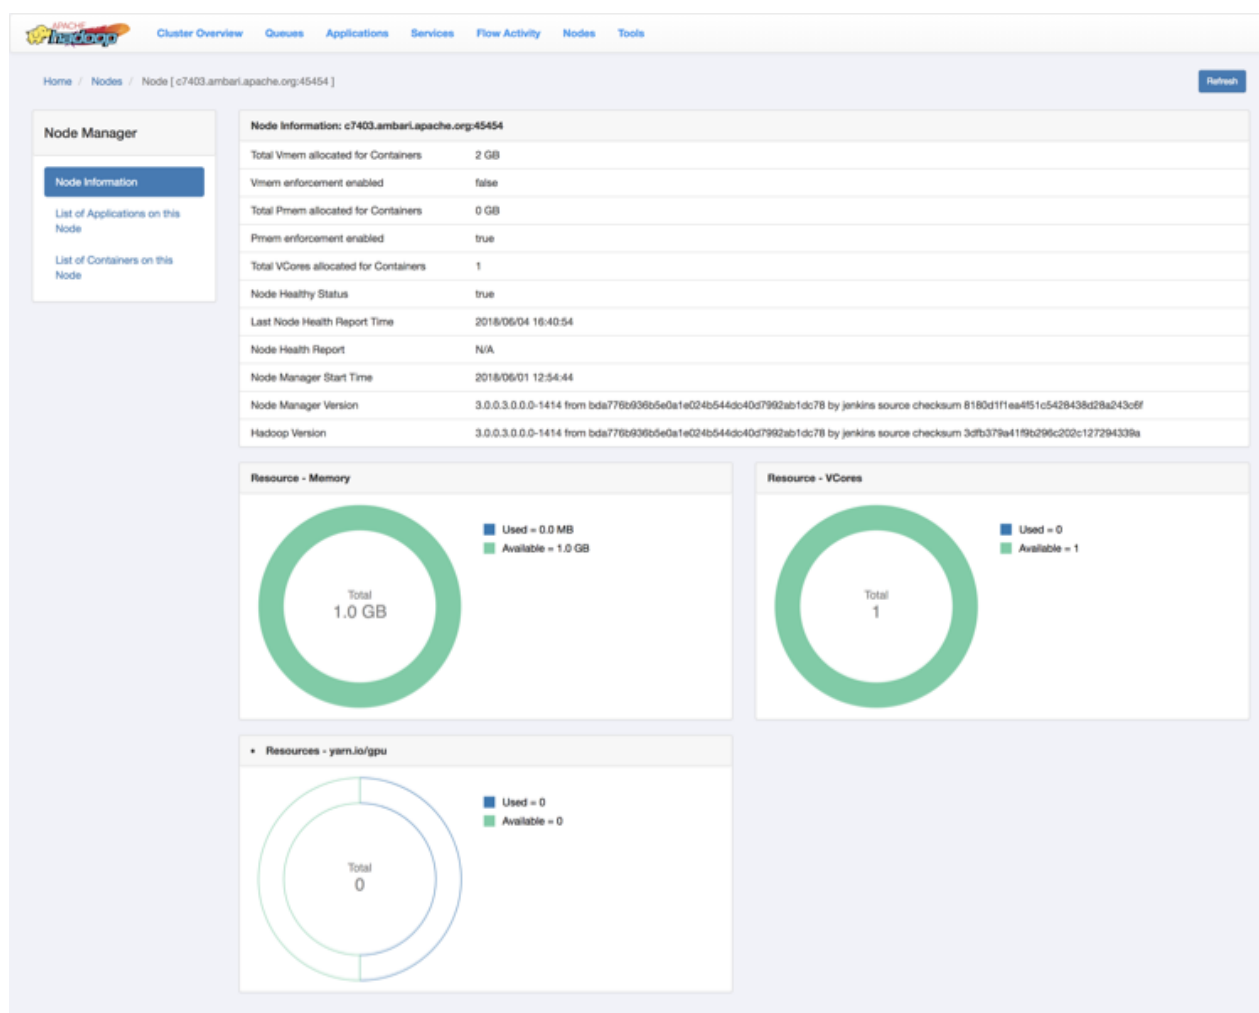 APACHE
hadoop
Cluster Overview Queues Applications Services Flow Activity Nodes Tools
Home / Nodes / Node [ c7403.ambari.apache.org:45454 ]
Refresh
Node Manager
Node Information
List of Applications on this
Node
List of Containers on this
Node
Node Information: c7403.ambari.apache.org:45454
Total Vmem allocated for Containers 2 GB
Vmem enforcement enabled false
Total Pmem allocated for Containers 0 GB
Pmem enforcement enabled true
Total VCores allocated for Containers 1
Node Healthy Status true
Last Node Health Report Time 2018/06/04 16:40:54
Node Health Report N/A
Node Manager Start Time 2018/06/01 12:54:44
Node Manager Version 3.0.0.3.0.0.0-1414 from bda776b936b5e0a1e024b544dc40d7992ab1dc78 by jenkins source checksum 8180d1f1ea4f51c5428438d28a243c6f
Hadoop Version 3.0.0.3.0.0.0-1414 from bda776b936b5e0a1e024b544dc40d7992ab1dc78 by jenkins source checksum 3dfb379a41f9b296c202c127294339a
Resource - Memory
Used = 0.0 MB
Available = 1.0 GB
Total
1.0 GB
Resource - VCores
Used = 0
Available = 1
Total
1
• Resources - yarn.io/gpu
Used = 0
Available = 0
Total
0